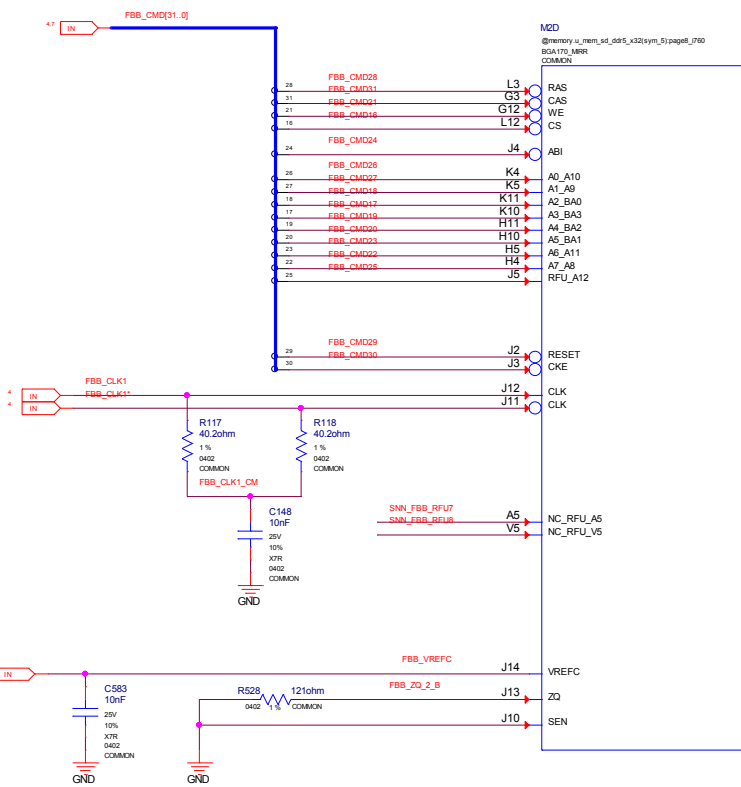 FBB_CMD[31..0]
4,7 IN
M2D
@memory.u_mem_sd_ddr5_x32(sym_5):page8_i760
BGA170_MIRR
COMMON
FBB_CMD28
28 L3 RAS
FBB_CMD31
31 G3 CAS
FBB_CMD21
21 G12 WE
FBB_CMD16
16 L12 CS
FBB_CMD24
24 J4 ABI
FBB_CMD26
26 K4 A0_A10
FBB_CMD27
27 K5 A1_A9
FBB_CMD18
18 K11 A2_BA0
FBB_CMD17
17 K10 A3_BA3
FBB_CMD19
19 H11 A4_BA2
FBB_CMD20
20 H10 A5_BA1
FBB_CMD23
23 H5 A6_A11
FBB_CMD22
22 H4 A7_A8
FBB_CMD25
25 J5 RFU_A12
FBB_CMD29
29 J2 RESET
FBB_CMD30
30 J3 CKE
FBB_CLK1
4 IN J12 CLK
FBB_CLK1*
4 IN J11 CLK
R117
40.2ohm
1 %
0402
COMMON
R118
40.2ohm
1 %
0402
COMMON
FBB_CLK1_CM
C148
10nF
25V
10%
X7R
0402
COMMON
GND
SNN_FBB_RFU7
A5 NC_RFU_A5
SNN_FBB_RFU8
V5 NC_RFU_V5
FBB_VREFC
IN J14 VREFC
C583
10nF
25V
10%
X7R
0402
COMMON
GND
FBB_ZQ_2_B
R528 121ohm J13 ZQ
0402 1 % COMMON
J10 SEN
GND